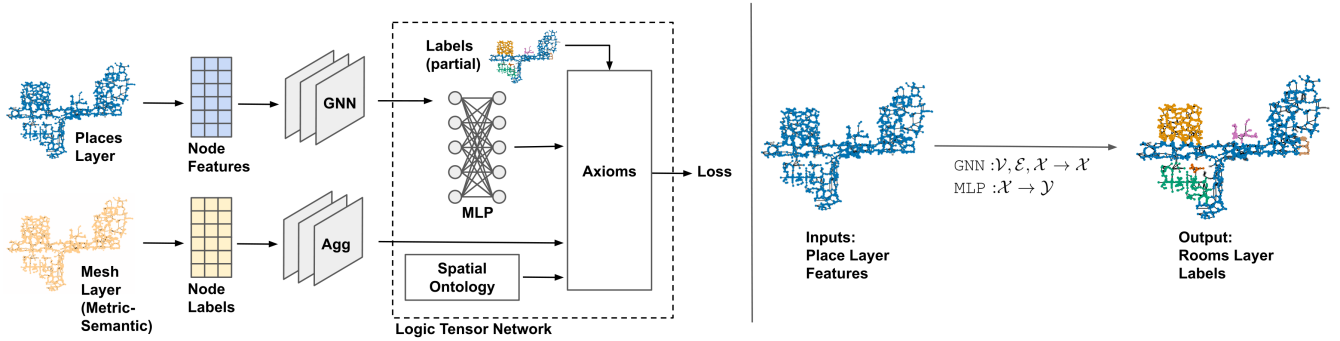 Places
Layer
Node
Features
GNN
Labels
(partial)
MLP
Axioms
Loss
Mesh
Layer
(Metric-
Semantic)
Node
Labels
Agg
Spatial
Ontology
Logic Tensor Network
Inputs:
Place Layer
Features
GNN :𝒱, ℰ, 𝒳 → 𝒳
MLP :𝒳 → 𝒴
Output:
Rooms Layer
Labels